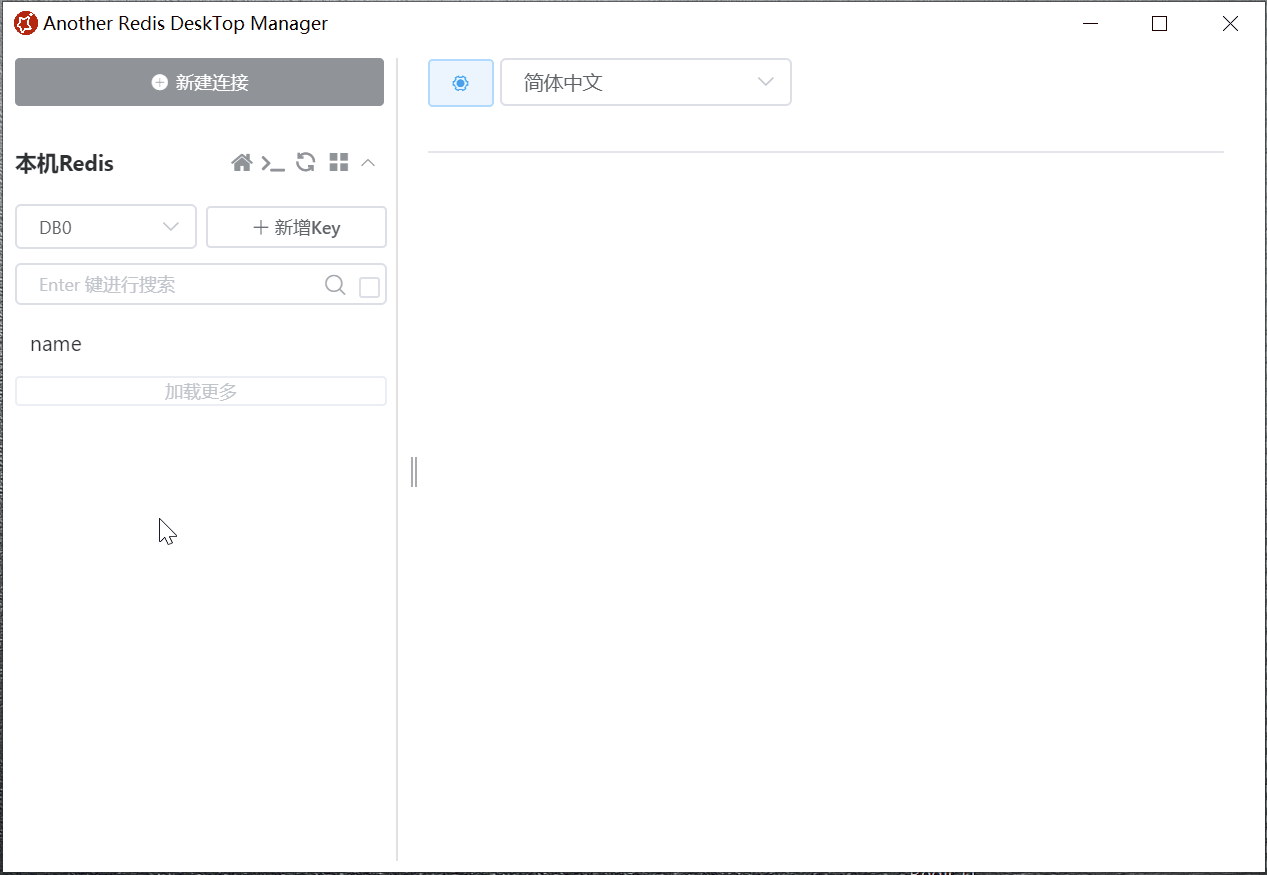 Another Redis DeskTop Manager
新建连接
简体中文
本机Redis
DB0
新增Key
Enter 键进行搜索
name
加载更多